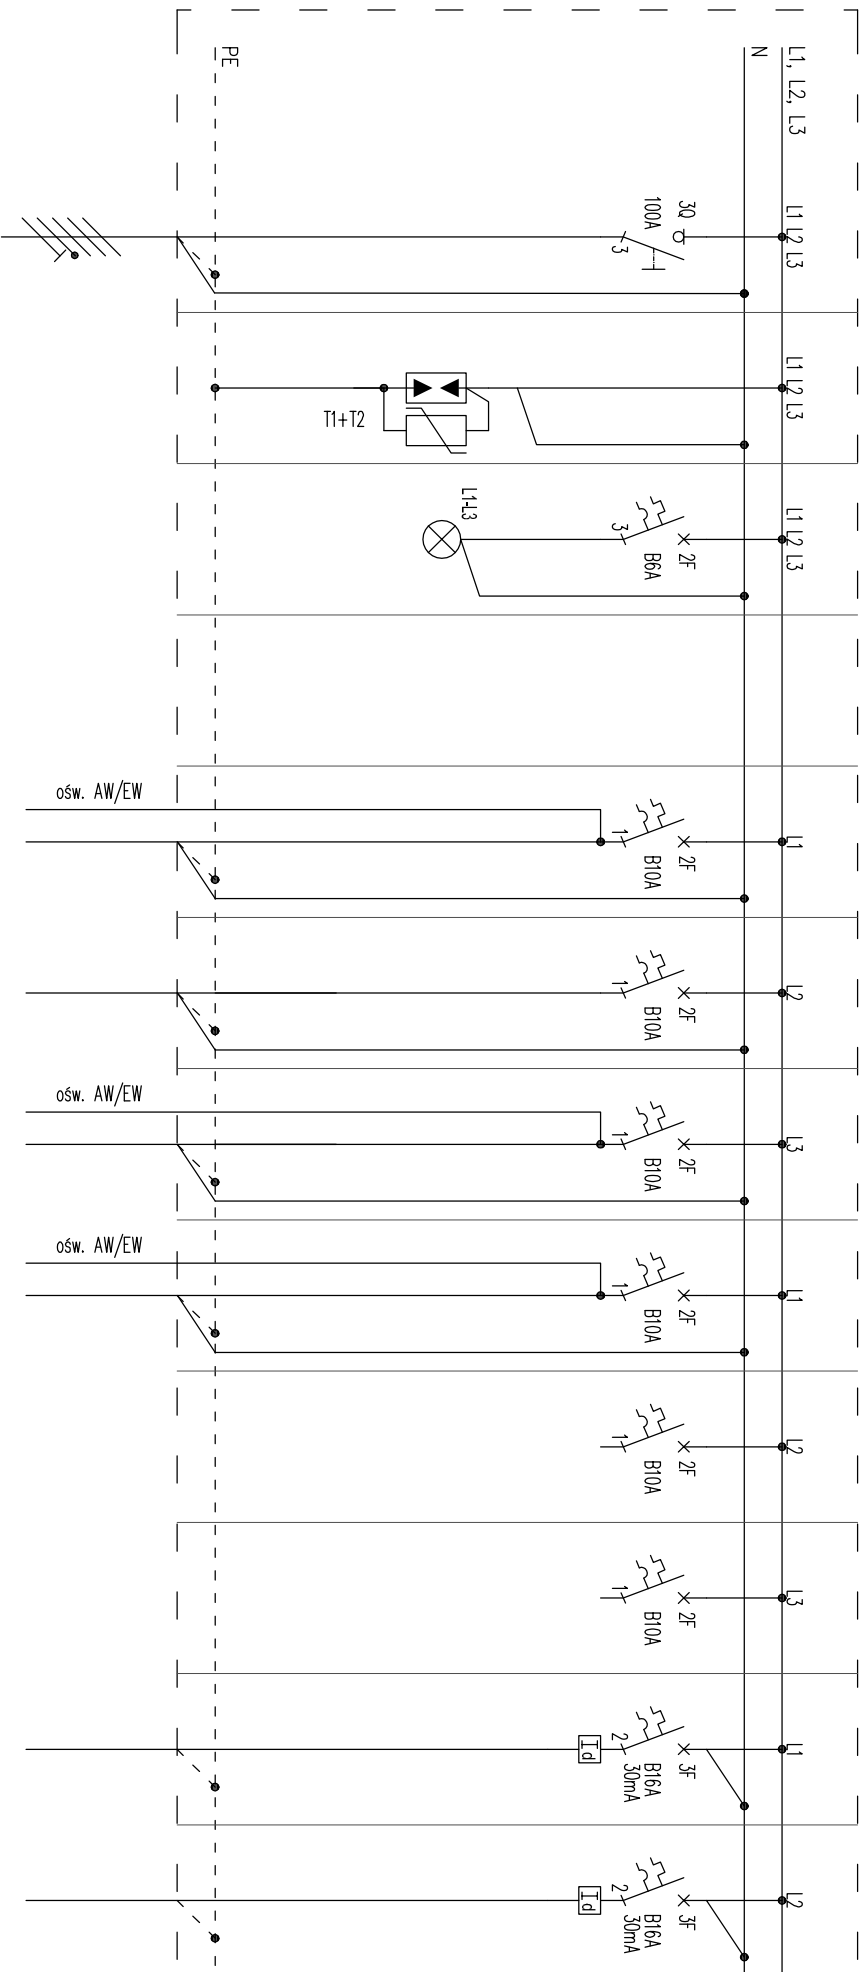 L1, L2, L3
N
PE
L1 L2 L3
3Q
100A
3
L1 L2 L3
T1+T2
L1 L2 L3
2F
B6A
3
L1-L3
L1
2F
B10A
1
ośw. AW/EW
L2
2F
B10A
1
L3
2F
B10A
1
ośw. AW/EW
L1
2F
B10A
1
ośw. AW/EW
L2
2F
B10A
1
L3
2F
B10A
1
L1
3F
B16A
30mA
2
Id
L2
3F
B16A
30mA
2
Id